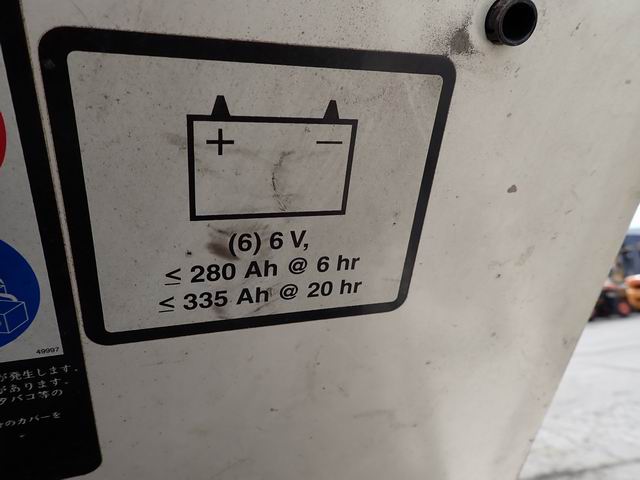 + −
(6) 6 V,
≤ 280 Ah @ 6 hr
≤ 335 Ah @ 20 hr
49997
が発生します.
があります.
タバコ等の
のカバーを